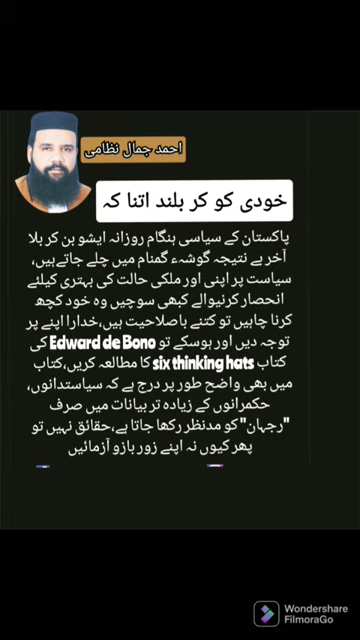 احمد جمال نظامی
خودی کو کر بلند اتنا کہ
پاکستان کے سیاسی ہنگام روزانہ ایشو بن کر بلا
آخر بے نتیجہ گوشہء گمنام میں چلے جاتے ہیں،
سیاست پر اپنی اور ملکی حالت کی بہتری کیلئے
انحصار کرنیوالے کبھی سوچیں وہ خود کچھ
کرنا چاہیں تو کتنے باصلاحیت ہیں،خدارا اپنے پر
توجہ دیں اور ہوسکے تو Edward de Bono کی
کتاب six thinking hats کا مطالعہ کریں،کتاب
میں بھی واضح طور پر درج ہے کہ سیاستدانوں،
حکمرانوں کے زیادہ تر بیانات میں صرف
"رجہان" کو مدنظر رکھا جاتا ہے،حقائق نہیں تو
پھر کیوں نہ اپنے زور بازو آزمائیں
Wondershare
FilmoraGo